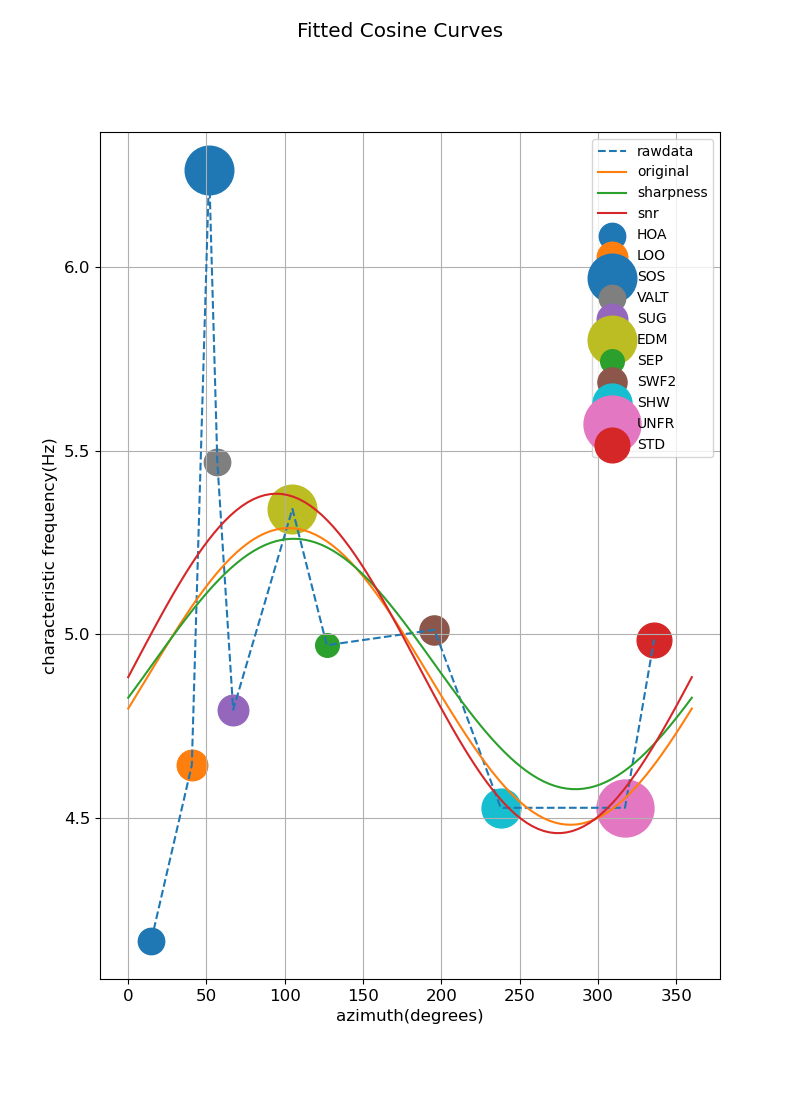 Fitted Cosine Curves
rawdata
original
sharpness
snr
HOA
LOO
SOS
VALT
SUG
EDM
SEP
SWF2
SHW
UNFR
STD
characteristic frequency(Hz)
6.0
5.5
5.0
4.5
0 50 100 150 200 250 300 350
azimuth(degrees)